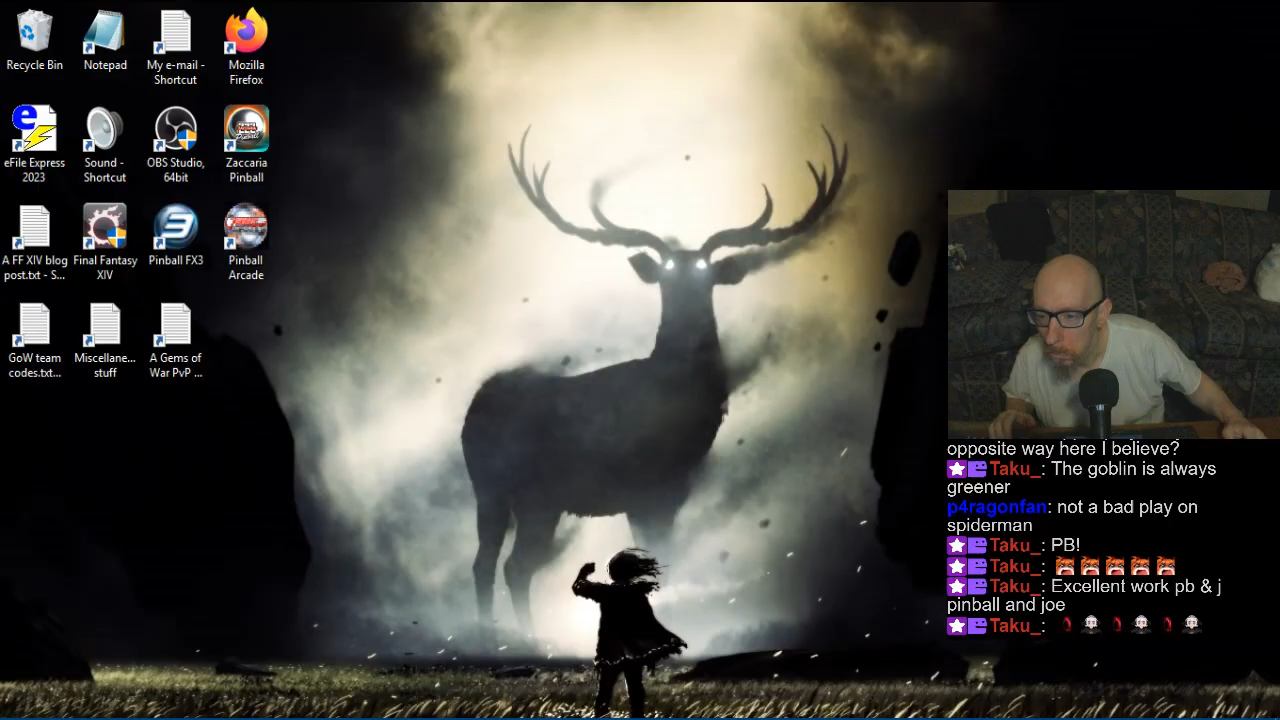 Recycle Bin
Notepad
My e-mail -
Shortcut
Mozilla
Firefox
eFile Express
2023
Sound -
Shortcut
OBS Studio,
64bit
Zaccaria
Pinball
A FF XIV blog
post.txt - S...
Final Fantasy
XIV
Pinball FX3
Pinball
Arcade
GoW team
codes.txt...
Miscellane...
stuff
A Gems of
War PvP ...
opposite way here I believe?
Taku_: The goblin is always
greener
p4ragonfan: not a bad play on
spiderman
Taku_: PB!
Taku_:
Taku_: Excellent work pb & j
pinball and joe
Taku_: